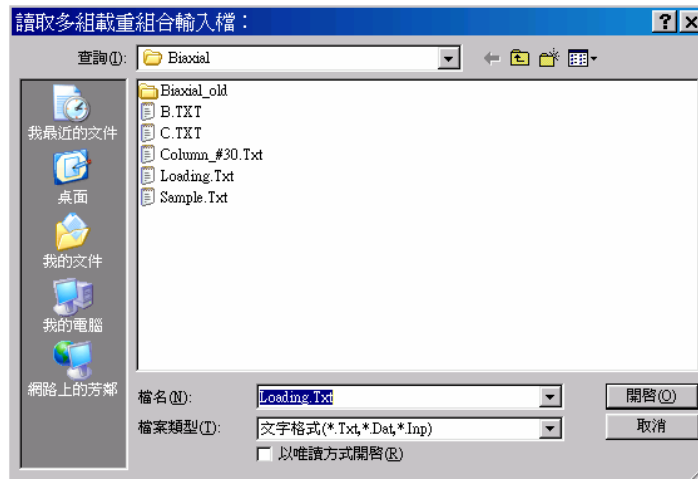 讀取多組載重組合輸入檔：
查詢(I):
Biaxial
Biaxial_old
B.TXT
C.TXT
Column_#30.Txt
Loading.Txt
Sample.Txt
我最近的文件
桌面
我的文件
我的電腦
網路上的芳鄰
檔名(N):
Loading.Txt
開啓(O)
檔案類型(T):
文字格式(*.Txt,*.Dat,*.Inp)
取消
以唯讀方式開啓(R)